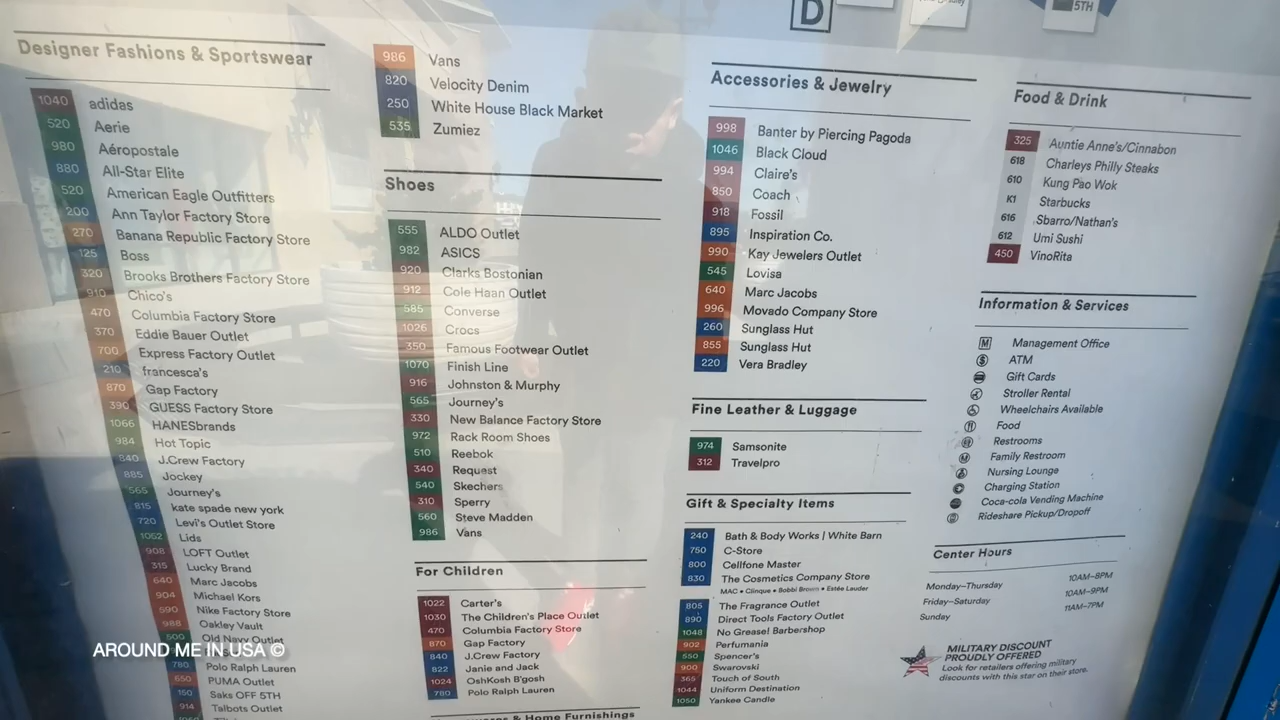 D
5TH
Designer Fashions & Sportswear
1040 adidas
520 Aerie
980 Aéropostale
880 All-Star Elite
520 American Eagle Outfitters
200 Ann Taylor Factory Store
270 Banana Republic Factory Store
125 Boss
320 Brooks Brothers Factory Store
910 Chico's
470 Columbia Factory Store
370 Eddie Bauer Outlet
700 Express Factory Outlet
210 francesca's
870 Gap Factory
390 GUESS Factory Store
1066 HANESbrands
984 Hot Topic
840 J.Crew Factory
885 Jockey
565 Journey's
815 kate spade new york
720 Levi's Outlet Store
1052 Lids
908 LOFT Outlet
315 Lucky Brand
640 Marc Jacobs
904 Michael Kors
590 Nike Factory Store
988 Oakley Vault
500 Old Navy Outlet
780 Polo Ralph Lauren
650 PUMA Outlet
150 Saks OFF 5TH
914 Talbots Outlet
986 Vans
820 Velocity Denim
250 White House Black Market
535 Zumiez
Shoes
555 ALDO Outlet
982 ASICS
920 Clarks Bostonian
912 Cole Haan Outlet
585 Converse
1026 Crocs
350 Famous Footwear Outlet
1070 Finish Line
916 Johnston & Murphy
565 Journey's
330 New Balance Factory Store
972 Rack Room Shoes
510 Reebok
340 Request
540 Skechers
310 Sperry
560 Steve Madden
986 Vans
For Children
1022 Carter's
1030 The Children's Place Outlet
470 Columbia Factory Store
870 Gap Factory
840 J.Crew Factory
822 Janie and Jack
1024 OshKosh B'gosh
780 Polo Ralph Lauren
& Home Furnishings
Accessories & Jewelry
998 Banter by Piercing Pagoda
1046 Black Cloud
994 Claire's
850 Coach
918 Fossil
895 Inspiration Co.
990 Kay Jewelers Outlet
545 Lovisa
640 Marc Jacobs
996 Movado Company Store
260 Sunglass Hut
855 Sunglass Hut
220 Vera Bradley
Fine Leather & Luggage
974 Samsonite
312 Travelpro
Gift & Specialty Items
240 Bath & Body Works | White Barn
750 C-Store
800 Cellfone Master
830 The Cosmetics Company Store
MAC • Clinique • Bobbi Brown • Estée Lauder
805 The Fragrance Outlet
890 Direct Tools Factory Outlet
1048 No Grease! Barbershop
902 Perfumania
550 Spencer's
900 Swarovski
365 Touch of South
1044 Uniform Destination
1050 Yankee Candle
Food & Drink
325 Auntie Anne's/Cinnabon
618 Charleys Philly Steaks
610 Kung Pao Wok
K1 Starbucks
616 Sbarro/Nathan's
612 Umi Sushi
450 VinoRita
Information & Services
M Management Office
$ ATM
Gift Cards
Stroller Rental
Wheelchairs Available
Food
Restrooms
Family Restroom
Nursing Lounge
Charging Station
Coca-cola Vending Machine
Rideshare Pickup/Dropoff
Center Hours
Monday–Thursday 10AM–8PM
Friday–Saturday 10AM–9PM
Sunday 11AM–7PM
MILITARY DISCOUNT
PROUDLY OFFERED
Look for retailers offering military
discounts with this star on their store.
AROUND ME IN USA ©